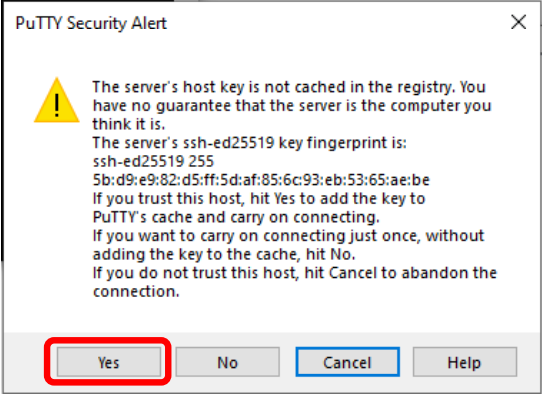 PuTTY Security Alert
The server's host key is not cached in the registry. You
have no guarantee that the server is the computer you
think it is.
The server's ssh-ed25519 key fingerprint is:
ssh-ed25519 255
5b:d9:e9:82:d5:ff:5d:af:85:6c:93:eb:53:65:ae:be
If you trust this host, hit Yes to add the key to
PuTTY's cache and carry on connecting.
If you want to carry on connecting just once, without
adding the key to the cache, hit No.
If you do not trust this host, hit Cancel to abandon the
connection.
Yes No Cancel Help